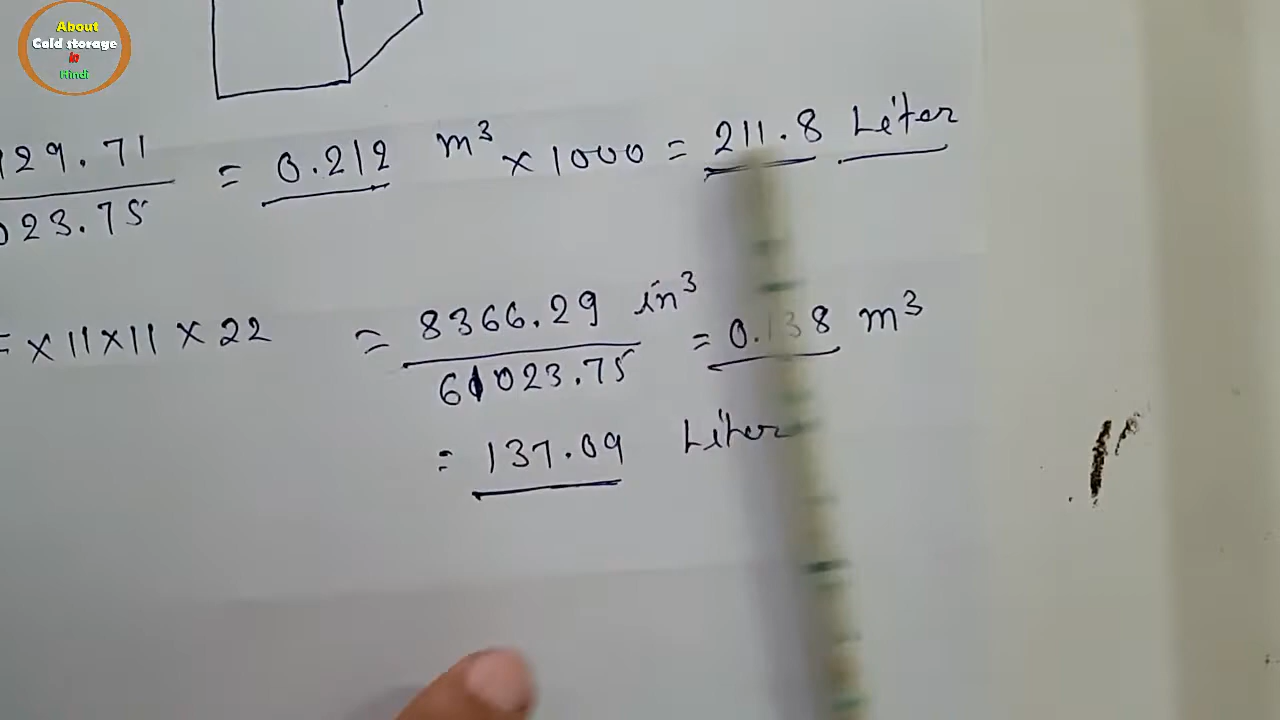 About
Cold storage
in
Hindi
129.71
023.75
= 0.212 m³ × 1000 = 211.8 Liter
= × 11 × 11 × 22 = 8366.29 in³
61023.75
= 0.138 m³
= 137.09 Liter